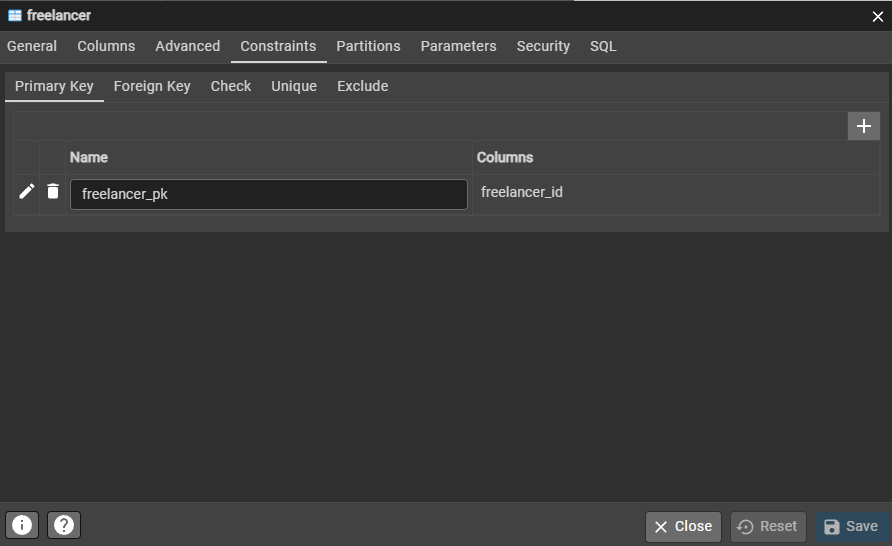 freelancer
General Columns Advanced Constraints Partitions Parameters Security SQL
Primary Key Foreign Key Check Unique Exclude
Name Columns
freelancer_pk freelancer_id
Close Reset Save